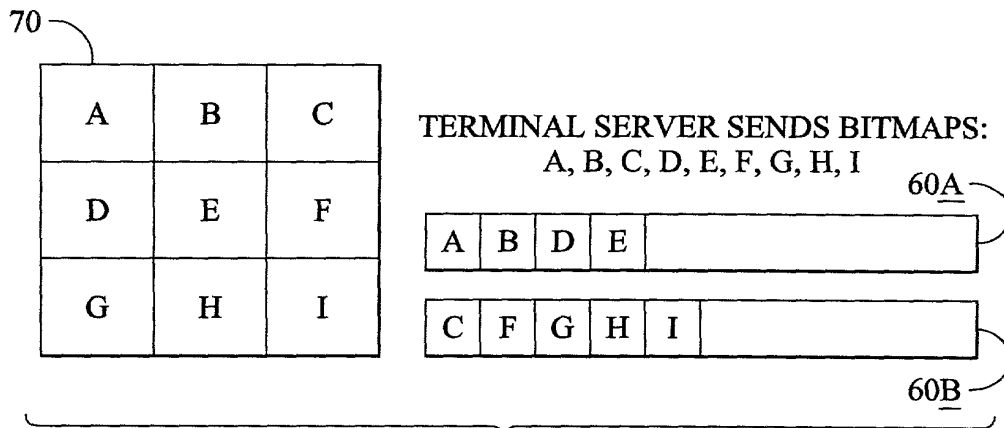 70
A B C
D E F
G H I
TERMINAL SERVER SENDS BITMAPS:
A, B, C, D, E, F, G, H, I
60A
A B D E
C F G H I
60B